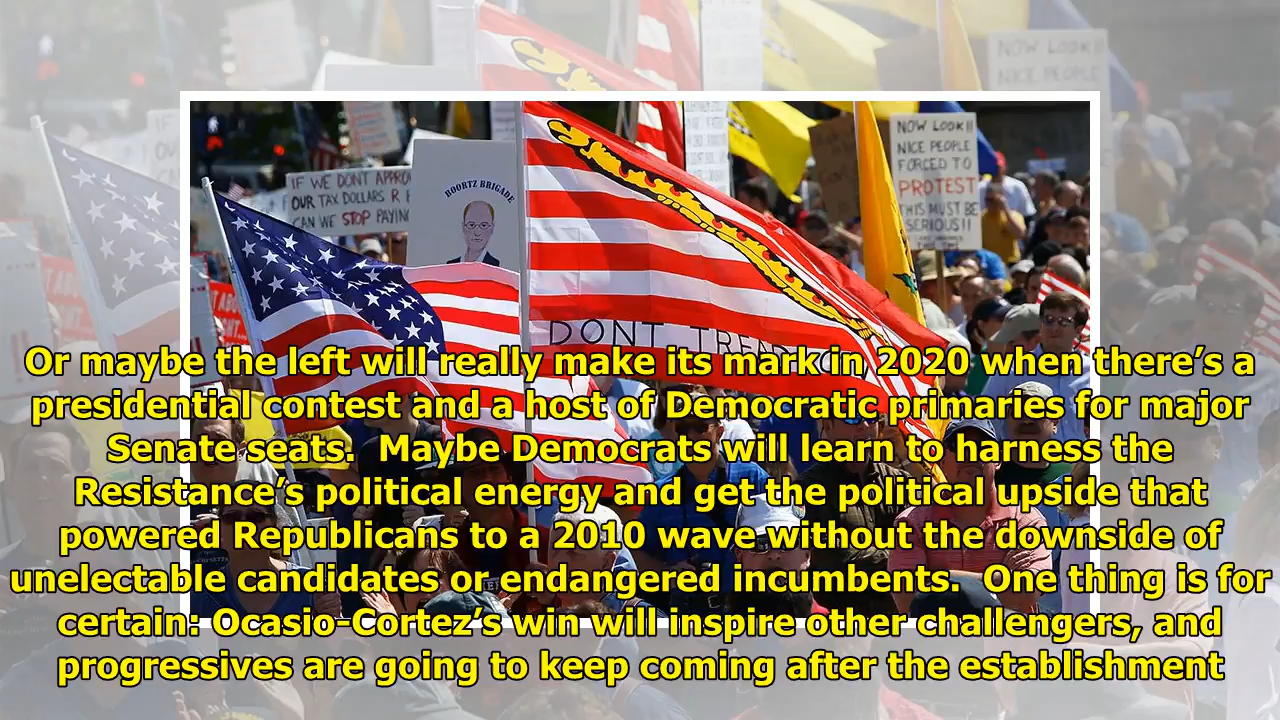 NOW LOOK!!
NICE PEOPLE
IF WE DONT APPRO
OUR TAX DOLLARS R
CAN WE STOP PAYIN
BOORTZ BRIGADE
NOW LOOK!!
NICE PEOPLE
FORCED TO
PROTEST
THIS MUST BE
SERIOUS!!
DONT TREAD
Or maybe the left will really make its mark in 2020 when there’s a
presidential contest and a host of Democratic primaries for major
Senate seats.  Maybe Democrats will learn to harness the
Resistance’s political energy and get the political upside that
powered Republicans to a 2010 wave without the downside of
unelectable candidates or endangered incumbents.  One thing is for
certain: Ocasio-Cortez’s win will inspire other challengers, and
progressives are going to keep coming after the establishment